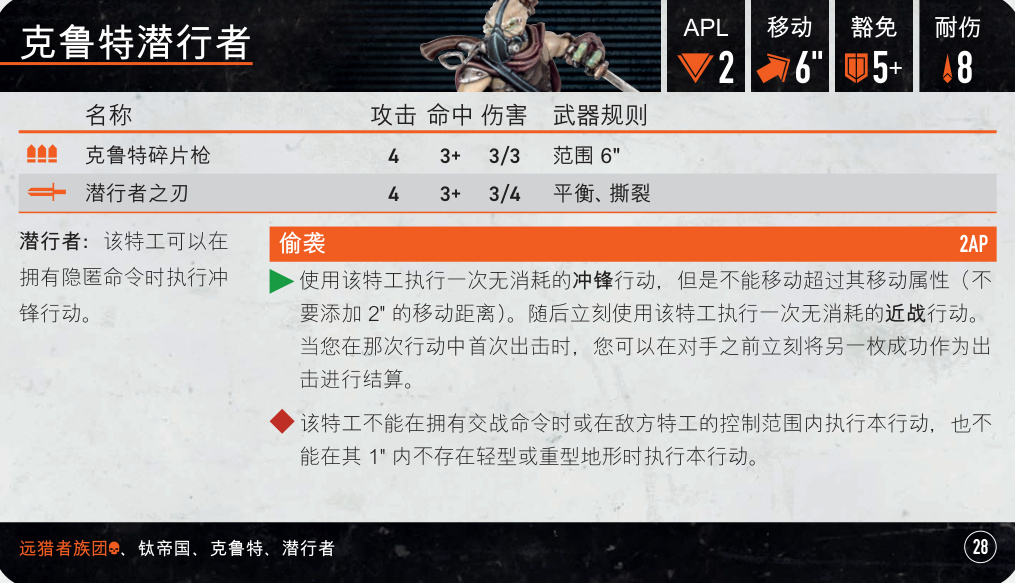 克鲁特潜行者
APL 移动 豁免 耐伤
2 6" 5+ 8
名称 攻击 命中 伤害 武器规则
克鲁特碎片枪 4 3+ 3/3 范围 6"
潜行者之刃 4 3+ 3/4 平衡、撕裂
潜行者：该特工可以在
拥有隐匿命令时执行冲
锋行动。
偷袭 2AP
使用该特工执行一次无消耗的冲锋行动，但是不能移动超过其移动属性（不
要添加 2" 的移动距离）。随后立刻使用该特工执行一次无消耗的近战行动。
当您在那次行动中首次出击时，您可以在对手之前立刻将另一枚成功作为出
击进行结算。
该特工不能在拥有交战命令时或在敌方特工的控制范围内执行本行动，也不
能在其 1" 内不存在轻型或重型地形时执行本行动。
远猎者族团、钛帝国、克鲁特、潜行者
28